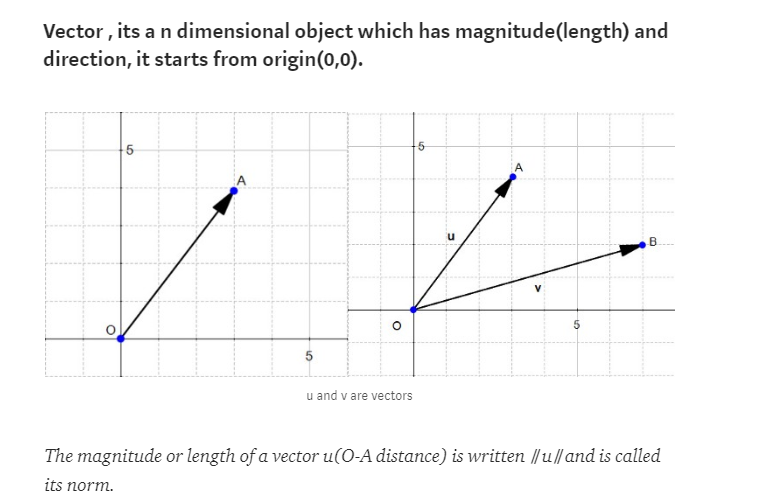 Vector , its a n dimensional object which has magnitude(length) and
direction, it starts from origin(0,0).
5
A
O
5
5
A
u
B
v
O
5
u and v are vectors
The magnitude or length of a vector u(O-A distance) is written //u// and is called
its norm.